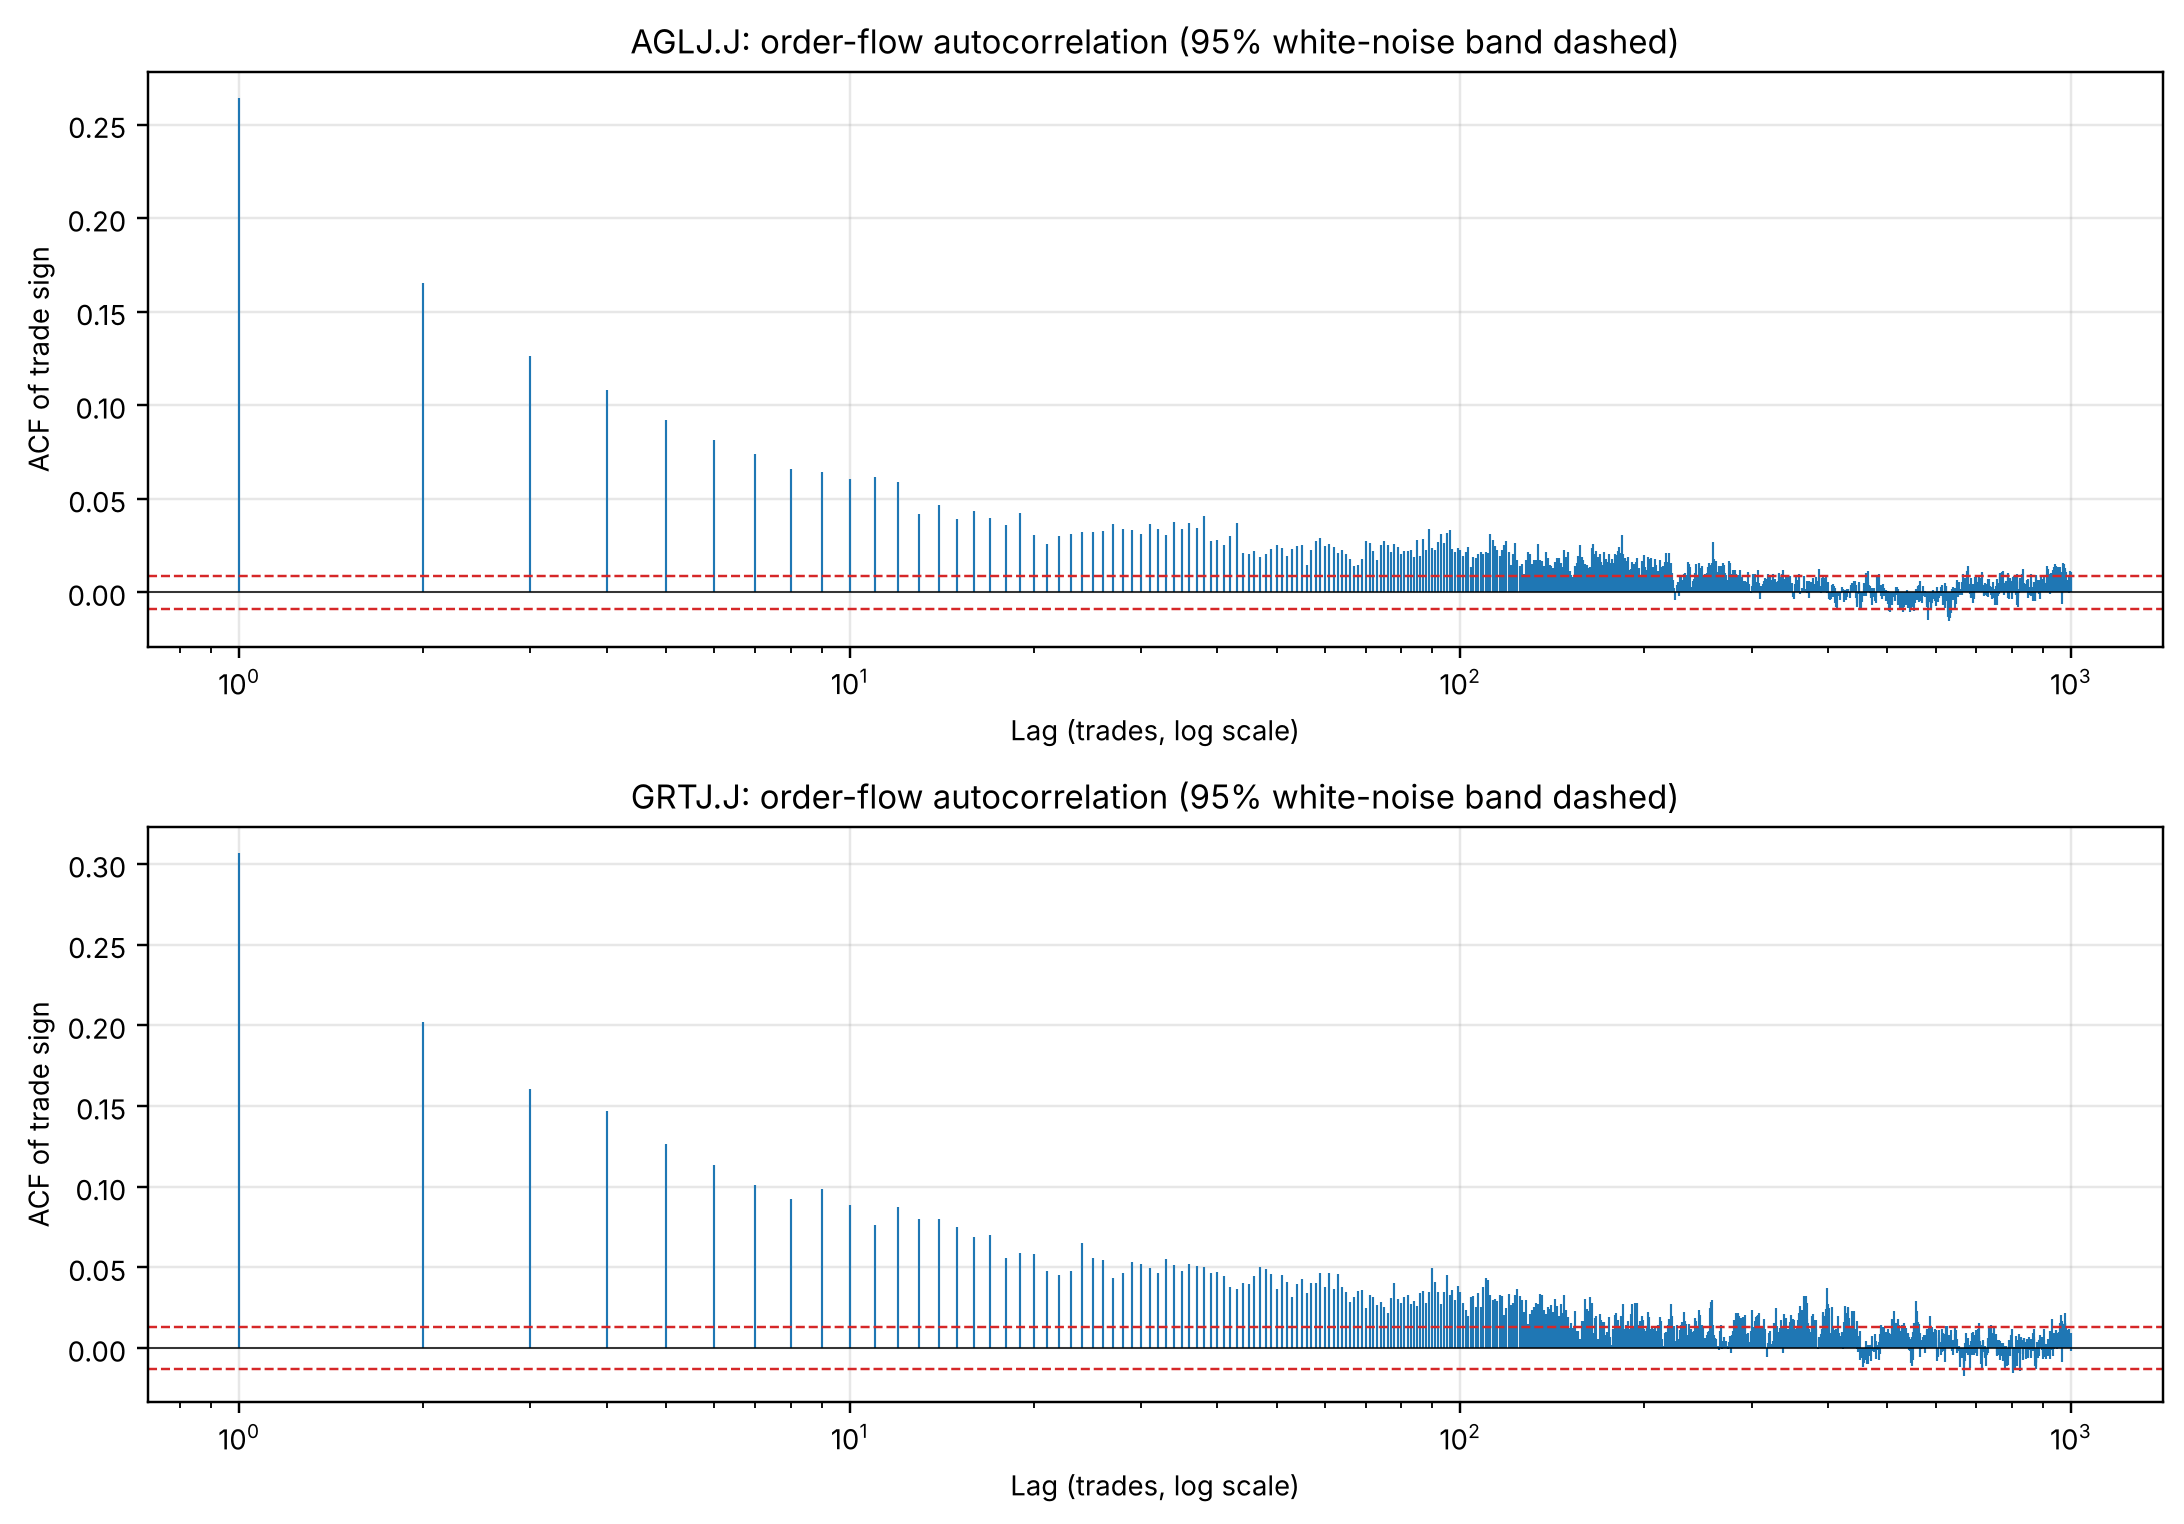 AGLJ.J: order-flow autocorrelation (95% white-noise band dashed)
0.25
0.20
0.15
0.10
0.05
0.00
ACF of trade sign
10⁰ 10¹ 10² 10³
Lag (trades, log scale)
GRTJ.J: order-flow autocorrelation (95% white-noise band dashed)
0.30
0.25
0.20
0.15
0.10
0.05
0.00
ACF of trade sign
10⁰ 10¹ 10² 10³
Lag (trades, log scale)